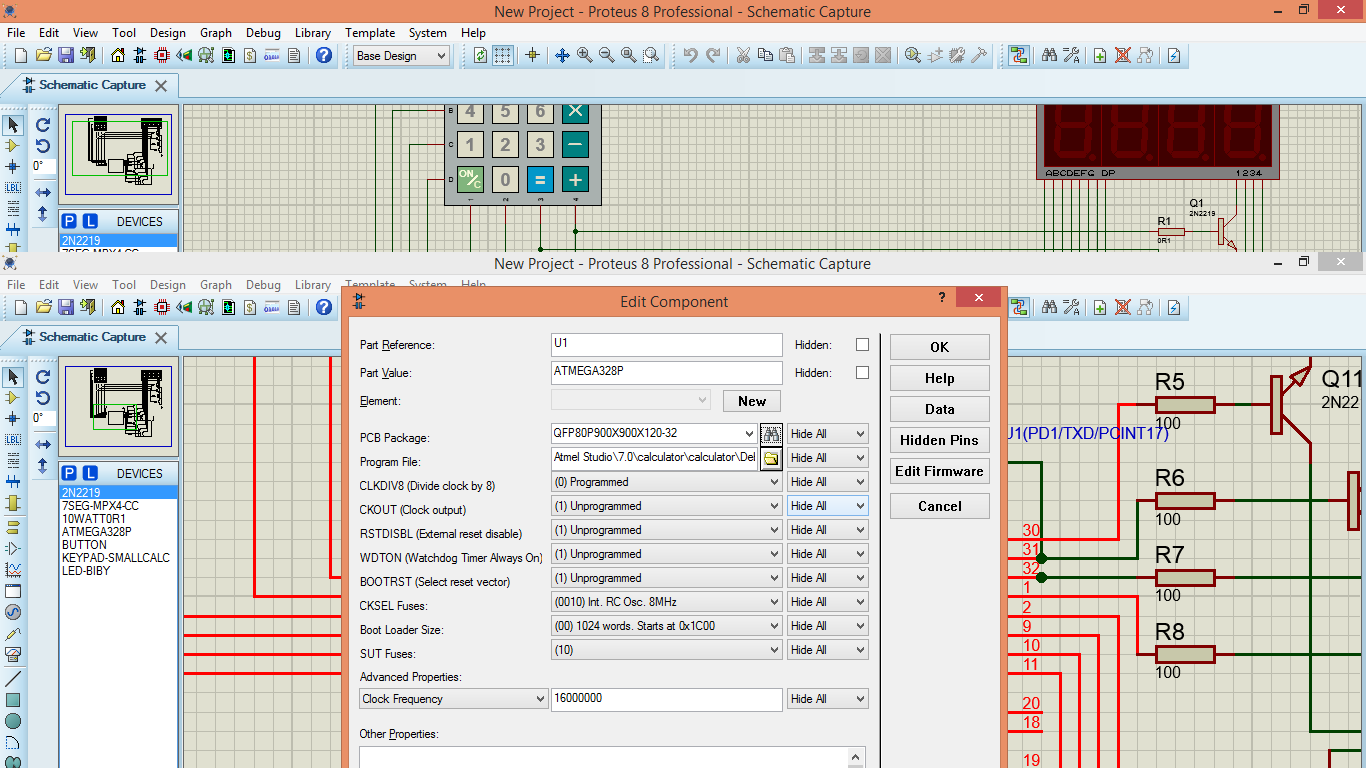 New Project - Proteus 8 Professional - Schematic Capture
File Edit View Tool Design Graph Debug Library Template System Help
Base Design
Schematic Capture
B 4 5 6 ×
C 1 2 3 −
D ON/C 0 = +
1 2 3 4
ABCDEFG DP 1234
Q1
2N2219
R1
0R1
0°
LBL
P L DEVICES
2N2219
7SEG-MPX4-CC
New Project - Proteus 8 Professional - Schematic Capture
File Edit View Tool Design Graph Debug Library Template System Help
Schematic Capture
0°
LBL
P L DEVICES
2N2219
7SEG-MPX4-CC
10WATT0R1
ATMEGA328P
BUTTON
KEYPAD-SMALLCALC
LED-BIBY
Edit Component
Part Reference: U1 Hidden:
Part Value: ATMEGA328P Hidden:
Element: New
PCB Package: QFP80P900X900X120-32 Hide All
Program File: Atmel Studio\7.0\calculator\calculator\Del Hide All
CLKDIV8 (Divide clock by 8) (0) Programmed Hide All
CKOUT (Clock output) (1) Unprogrammed Hide All
RSTDISBL (External reset disable) (1) Unprogrammed Hide All
WDTON (Watchdog Timer Always On) (1) Unprogrammed Hide All
BOOTRST (Select reset vector) (1) Unprogrammed Hide All
CKSEL Fuses: (0010) Int. RC Osc. 8MHz Hide All
Boot Loader Size: (00) 1024 words. Starts at 0x1C00 Hide All
SUT Fuses: (10) Hide All
Advanced Properties:
Clock Frequency 16000000 Hide All
Other Properties:
OK
Help
Data
Hidden Pins
Edit Firmware
Cancel
R5
100
Q11
2N22
U1(PD1/TXD/PCINT17)
R6
100
R7
100
R8
100
30
31
32
1
2
9
10
11
20
18
19